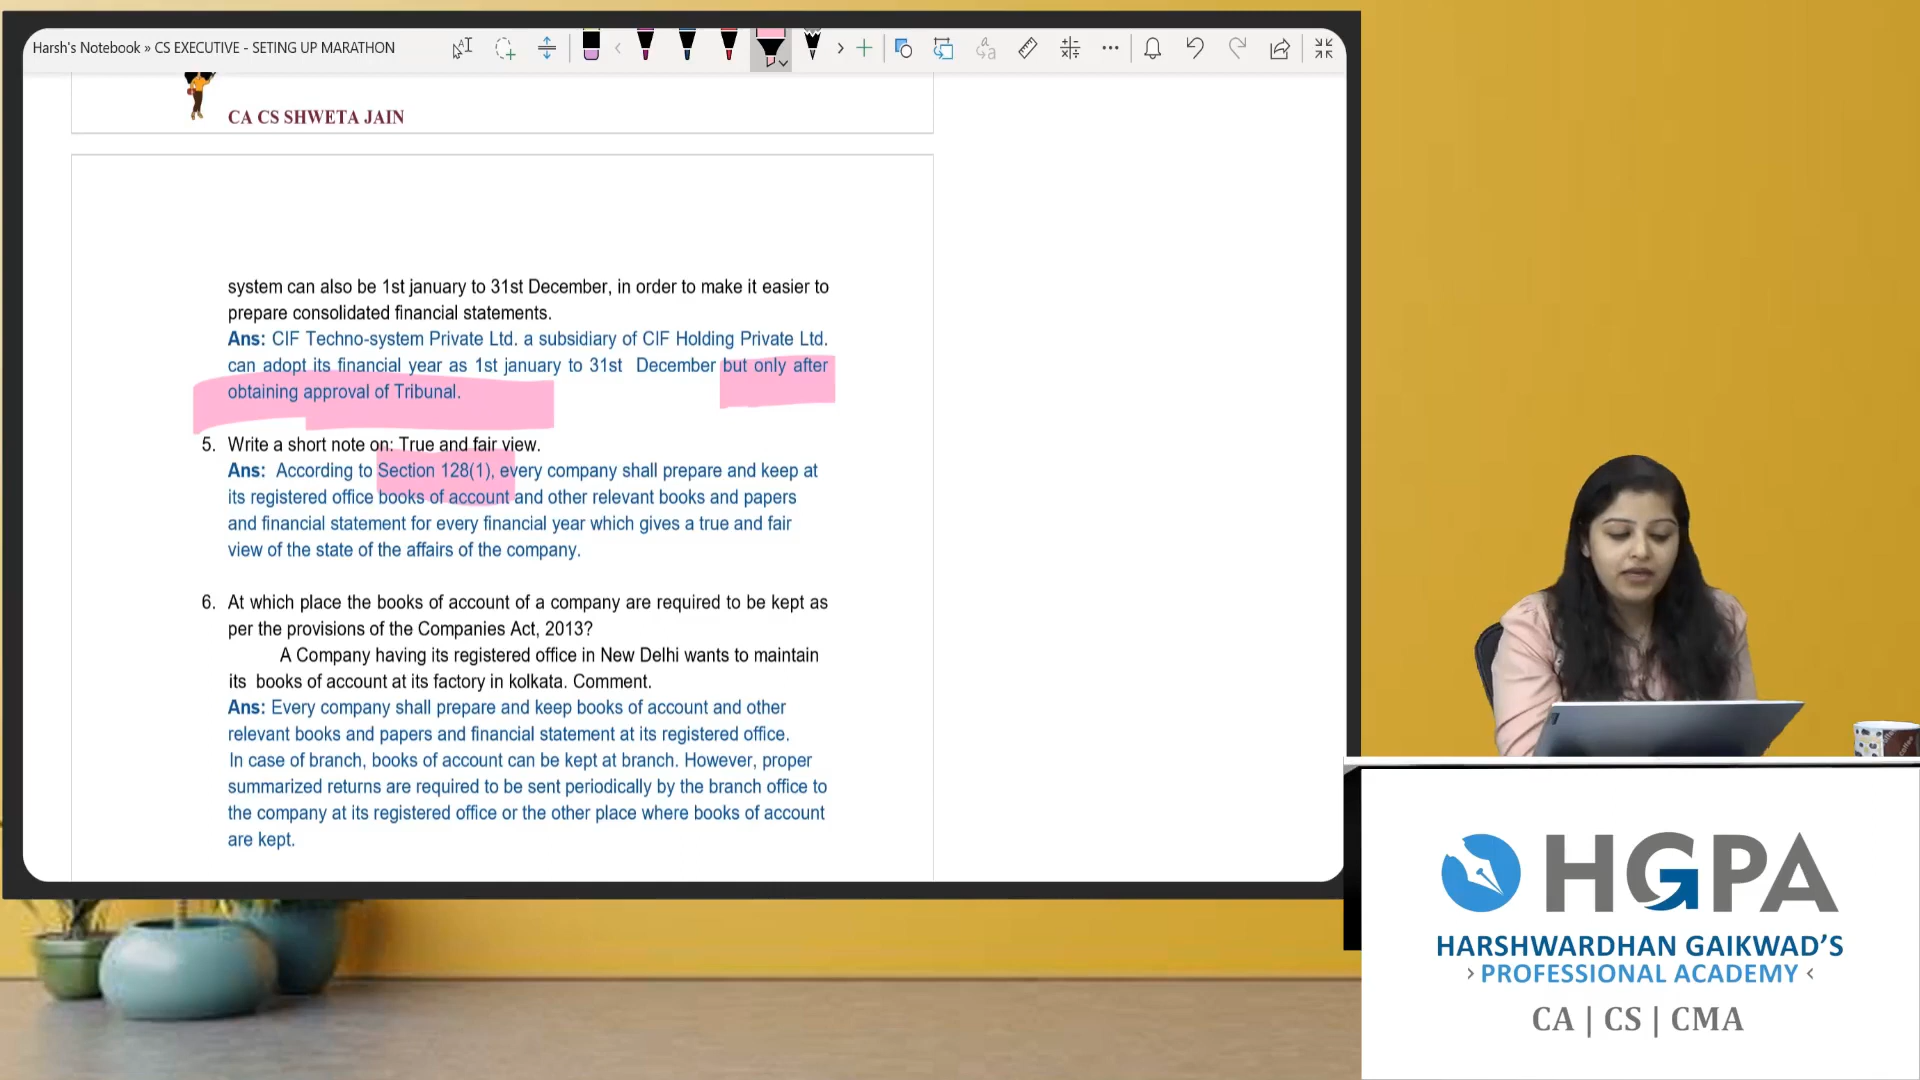 Harsh's Notebook » CS EXECUTIVE - SETING UP MARATHON
CA CS SHWETA JAIN
system can also be 1st january to 31st December, in order to make it easier to
prepare consolidated financial statements.
Ans: CIF Techno-system Private Ltd. a subsidiary of CIF Holding Private Ltd.
can adopt its financial year as 1st january to 31st December but only after
obtaining approval of Tribunal.
5. Write a short note on: True and fair view.
Ans: According to Section 128(1), every company shall prepare and keep at
its registered office books of account and other relevant books and papers
and financial statement for every financial year which gives a true and fair
view of the state of the affairs of the company.
6. At which place the books of account of a company are required to be kept as
per the provisions of the Companies Act, 2013?
A Company having its registered office in New Delhi wants to maintain
its books of account at its factory in kolkata. Comment.
Ans: Every company shall prepare and keep books of account and other
relevant books and papers and financial statement at its registered office.
In case of branch, books of account can be kept at branch. However, proper
summarized returns are required to be sent periodically by the branch office to
the company at its registered office or the other place where books of account
are kept.
HGPA
HARSHWARDHAN GAIKWAD'S
› PROFESSIONAL ACADEMY ‹
CA | CS | CMA